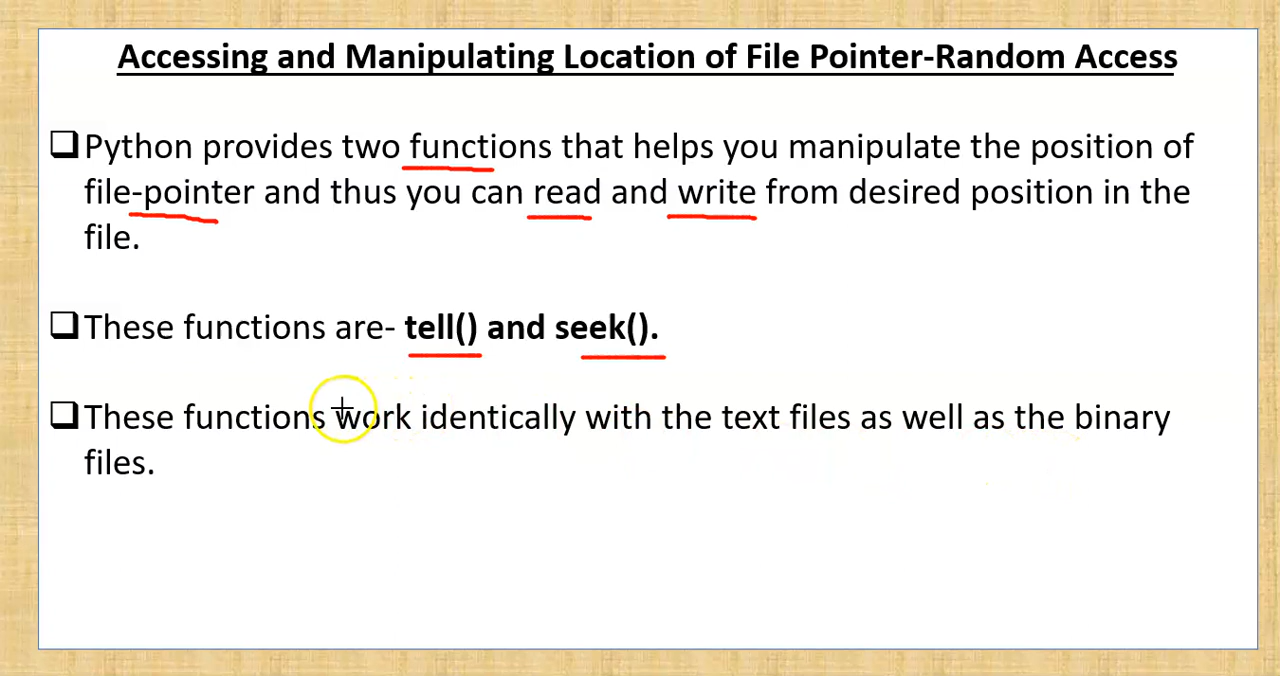 Accessing and Manipulating Location of File Pointer-Random Access
Python provides two functions that helps you manipulate the position of
file-pointer and thus you can read and write from desired position in the
file.
These functions are- tell() and seek().
These functions work identically with the text files as well as the binary
files.